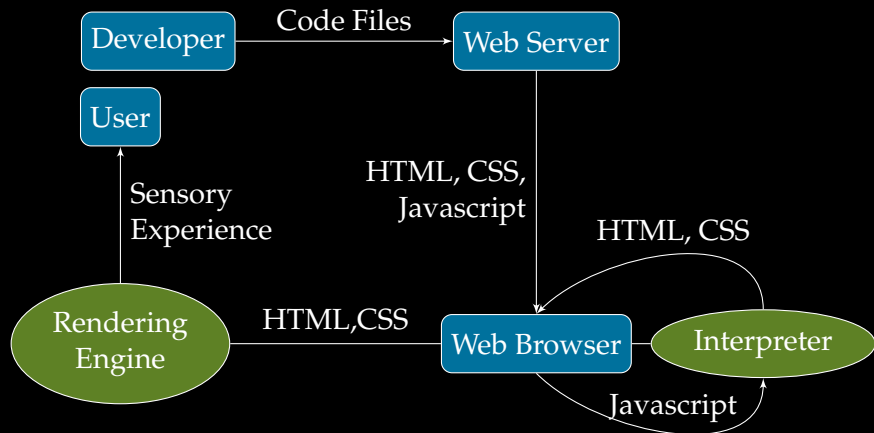 Developer
Code Files
Web Server
User
HTML, CSS,
Javascript
Sensory
Experience
HTML, CSS
Rendering
Engine
HTML,CSS
Web Browser
Interpreter
Javascript